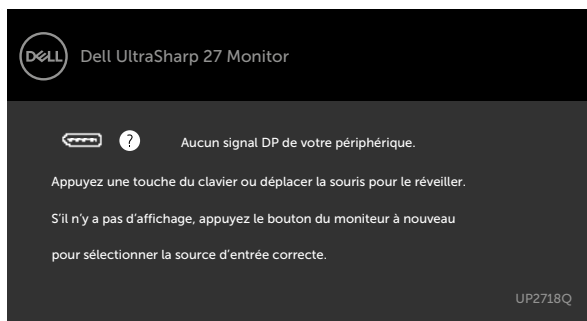 DELL
Dell UltraSharp 27 Monitor
? Aucun signal DP de votre périphérique.
Appuyez une touche du clavier ou déplacer la souris pour le réveiller.
S'il n'y a pas d'affichage, appuyez le bouton du moniteur à nouveau
pour sélectionner la source d'entrée correcte.
UP2718Q